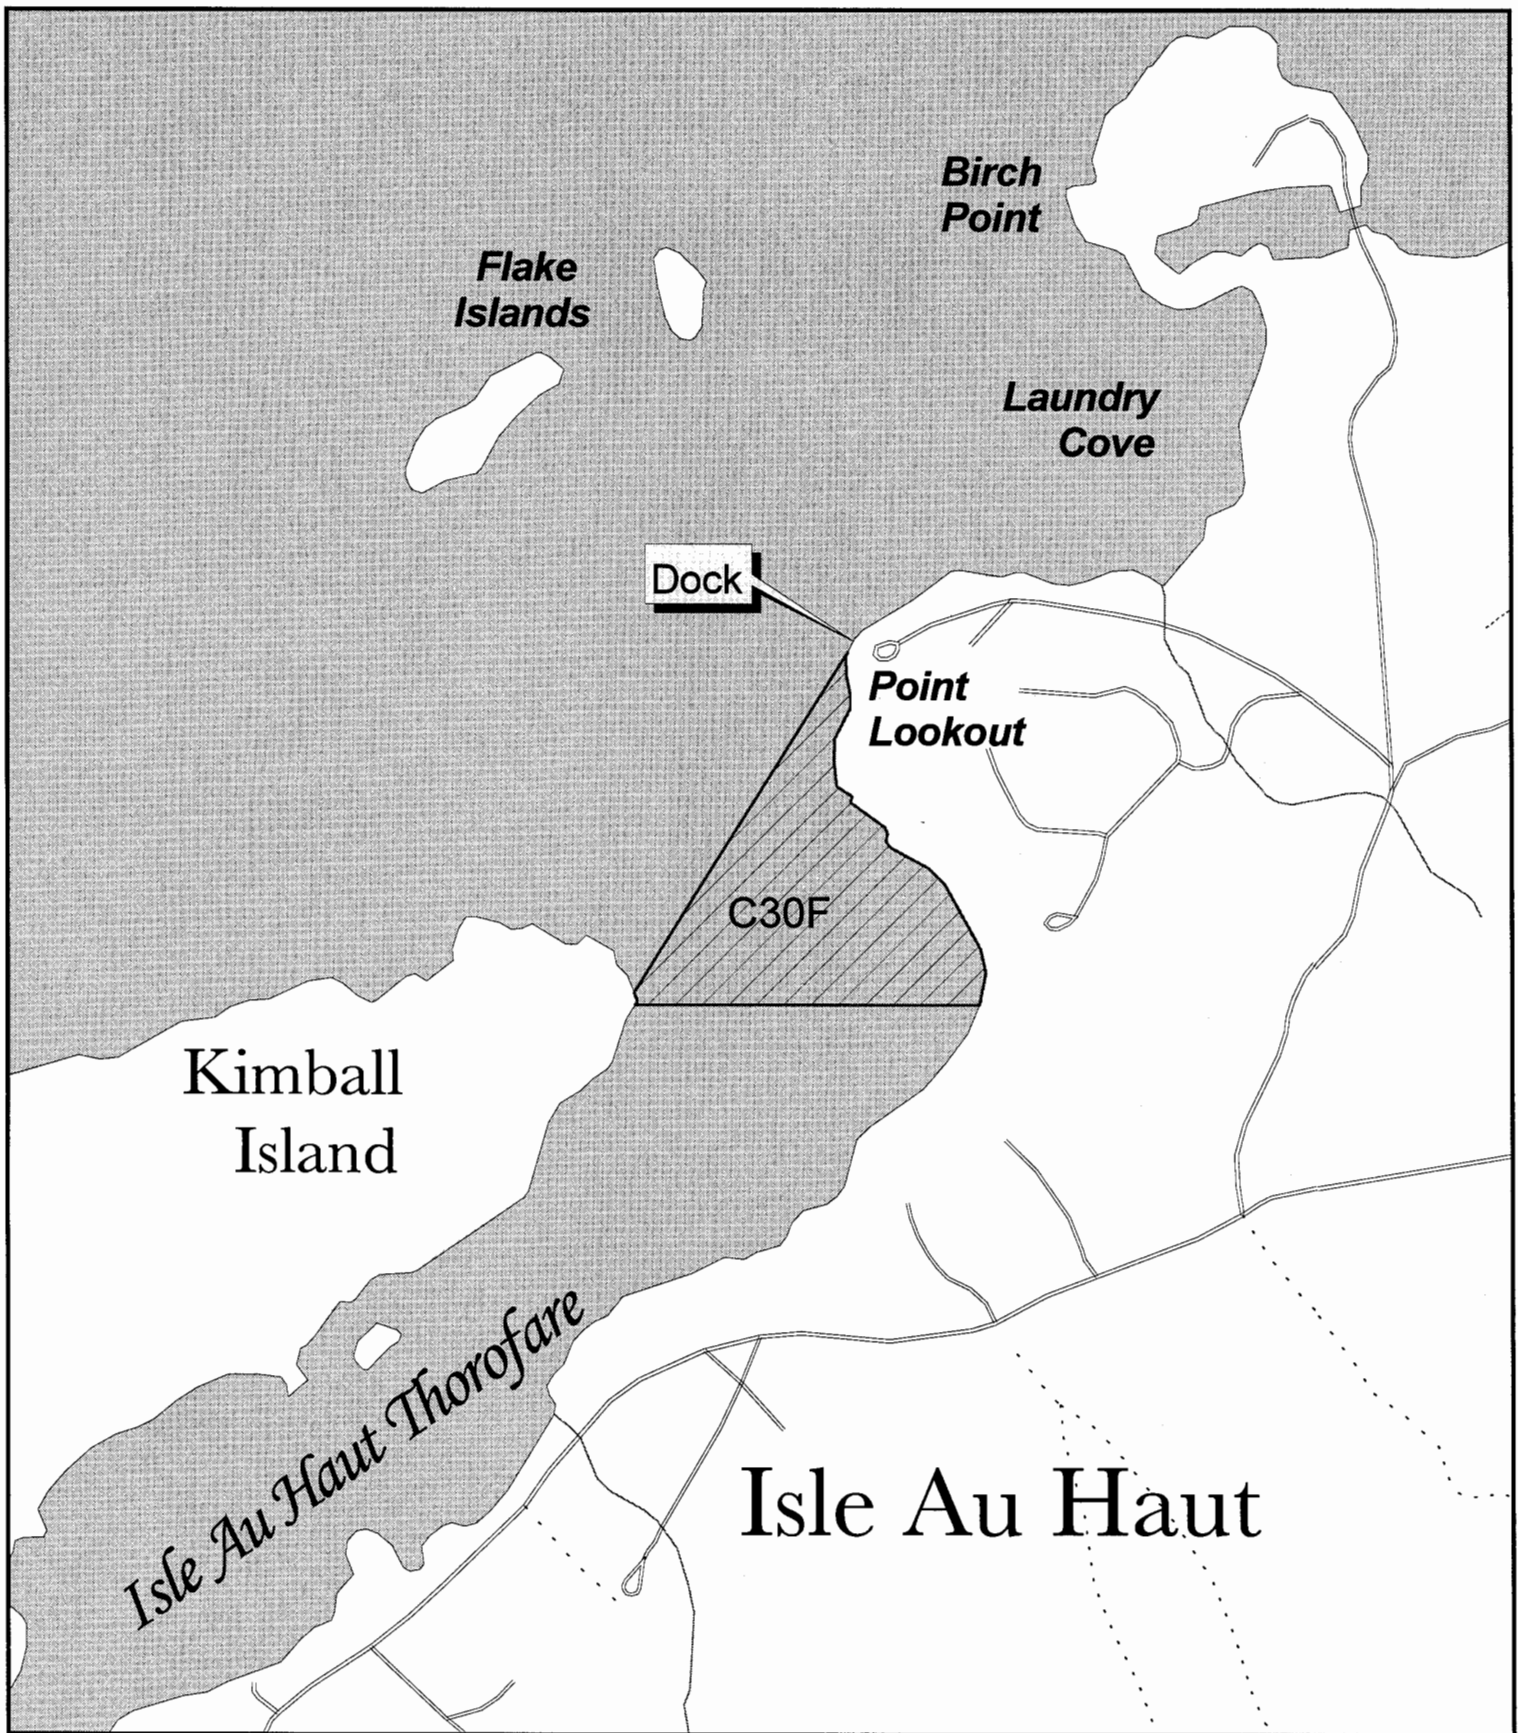 Birch
Point
Flake
Islands
Laundry
Cove
Dock
Point
Lookout
C30F
Kimball
Island
Isle Au Haut Thorofare
Isle Au Haut